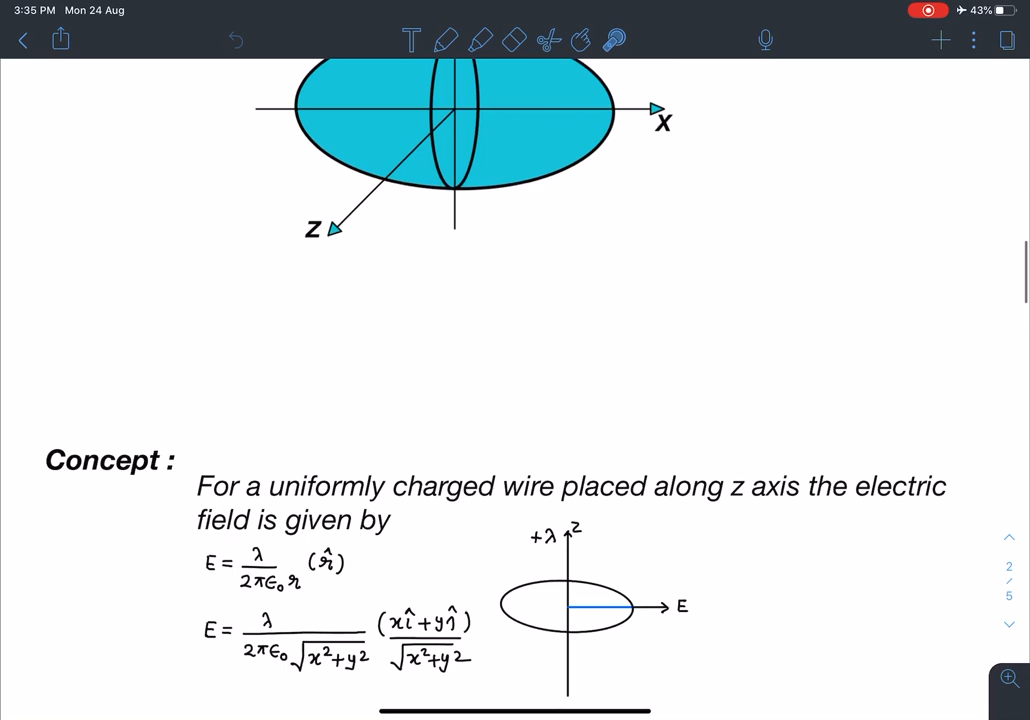 3:35 PM Mon 24 Aug
43%
X
Z
Concept :
For a uniformly charged wire placed along z axis the electric
field is given by
+λ z
E = λ / 2πϵ₀r (r̂)
E
E = λ / 2πϵ₀√x²+y² (xî+yĵ) / √x²+y²
2
/
5